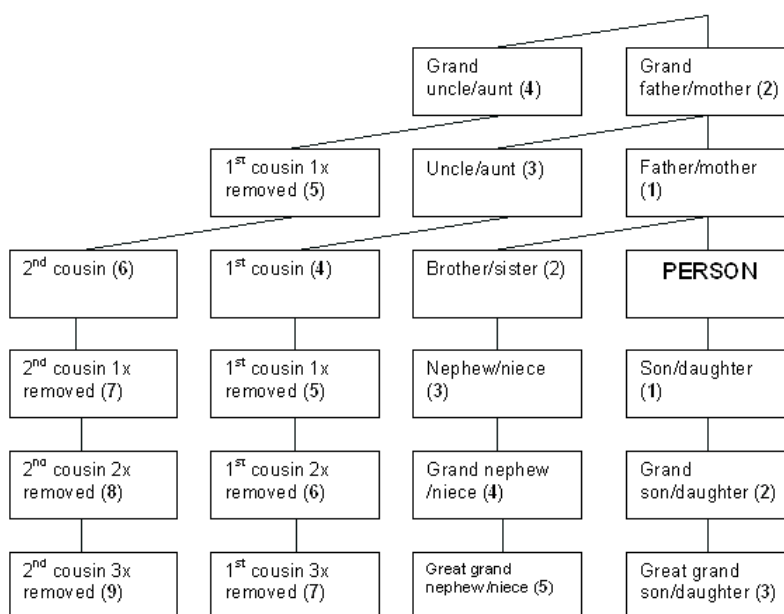 Grand
uncle/aunt (4)
Grand
father/mother (2)
1st cousin 1x
removed (5)
Uncle/aunt (3)
Father/mother
(1)
2nd cousin (6)
1st cousin (4)
Brother/sister (2)
PERSON
2nd cousin 1x
removed (7)
1st cousin 1x
removed (5)
Nephew/niece
(3)
Son/daughter
(1)
2nd cousin 2x
removed (8)
1st cousin 2x
removed (6)
Grand nephew
/niece (4)
Grand
son/daughter (2)
2nd cousin 3x
removed (9)
1st cousin 3x
removed (7)
Great grand
nephew/niece (5)
Great grand
son/daughter (3)